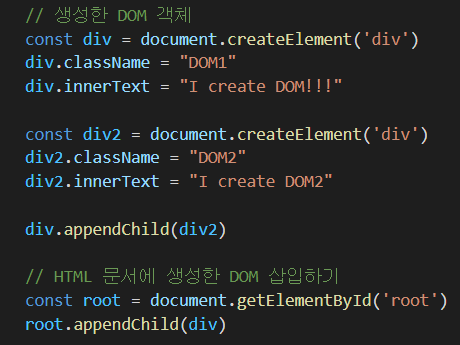 // 생성한 DOM 객체
const div = document.createElement('div')
div.className = "DOM1"
div.innerText = "I create DOM!!!"
const div2 = document.createElement('div')
div2.className = "DOM2"
div2.innerText = "I create DOM2"
div.appendChild(div2)
// HTML 문서에 생성한 DOM 삽입하기
const root = document.getElementById('root')
root.appendChild(div)